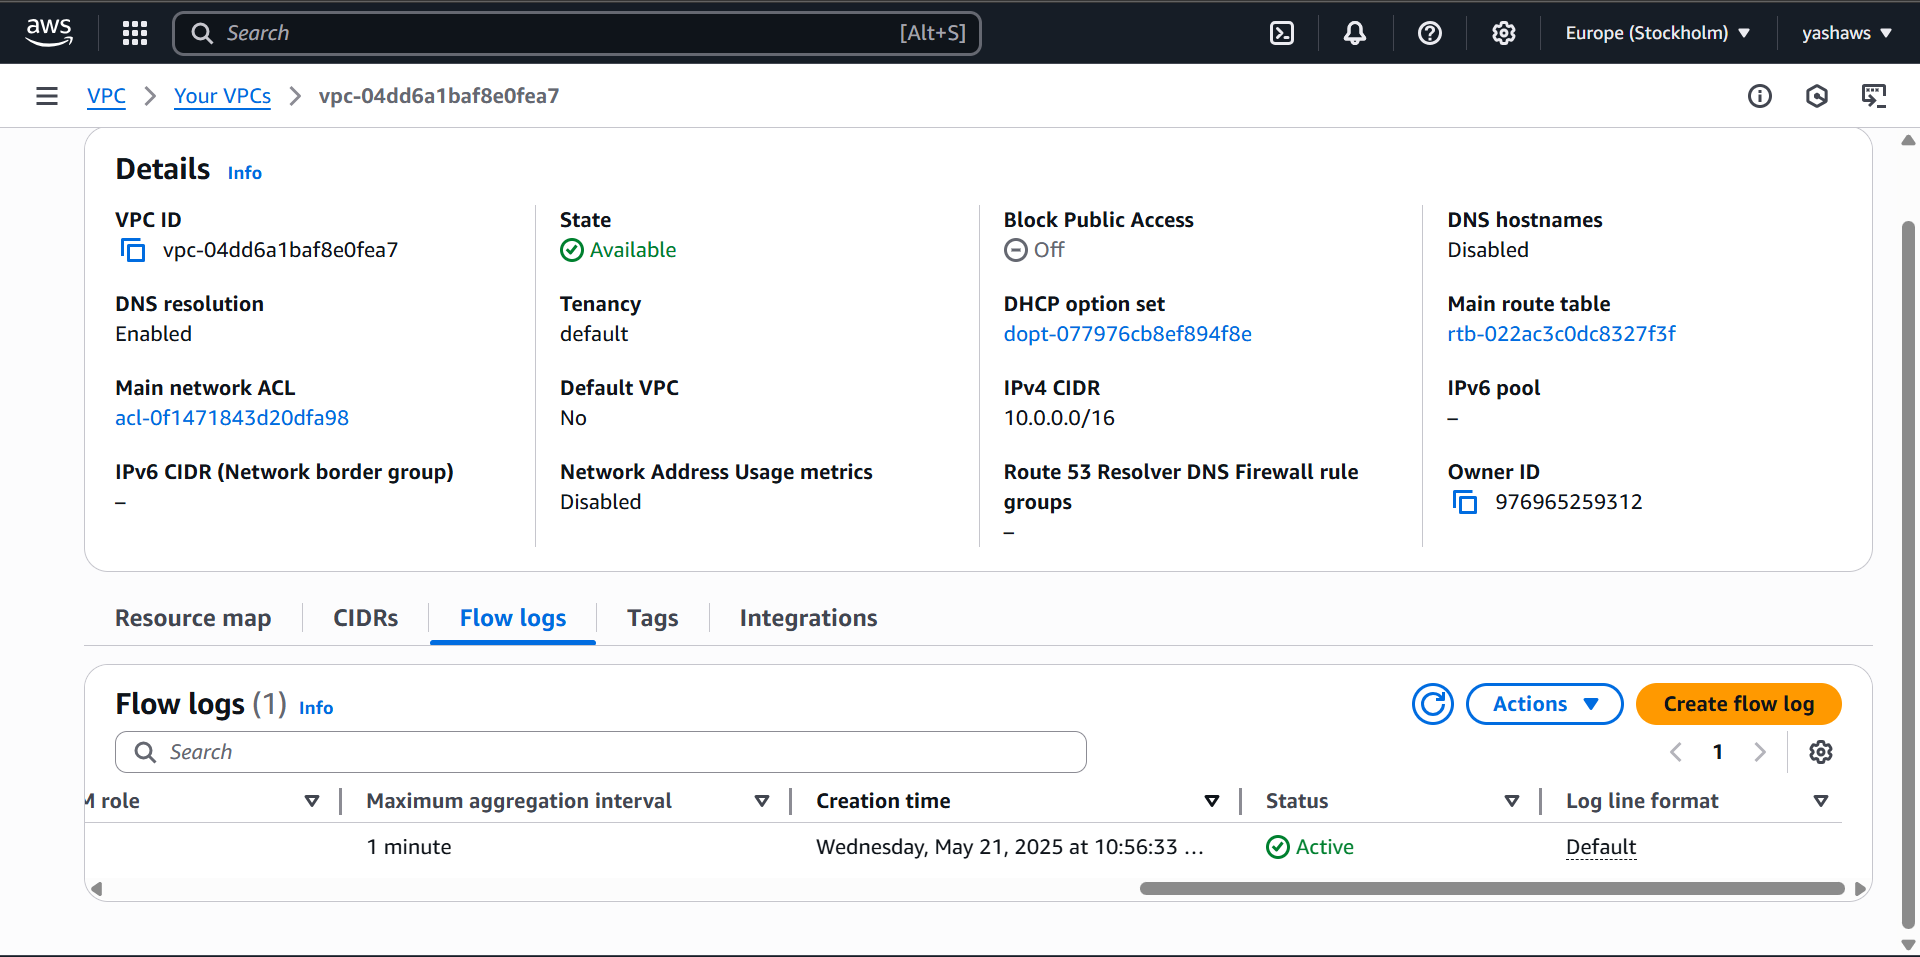 aws
Search [Alt+S] Europe (Stockholm) yashaws
VPC Your VPCs vpc-04dd6a1baf8e0fea7
Details Info
VPC ID State Block Public Access DNS hostnames
vpc-04dd6a1baf8e0fea7 Available Off Disabled
DNS resolution Tenancy DHCP option set Main route table
Enabled default dopt-077976cb8ef894f8e rtb-022ac3c0dc8327f3f
Main network ACL Default VPC IPv4 CIDR IPv6 pool
acl-0f1471843d20dfa98 No 10.0.0.0/16 –
IPv6 CIDR (Network border group) Network Address Usage metrics Route 53 Resolver DNS Firewall rule Owner ID
– Disabled groups 976965259312
–
Resource map CIDRs Flow logs Tags Integrations
Flow logs (1) Info Actions Create flow log
Search 1
M role Maximum aggregation interval Creation time Status Log line format
1 minute Wednesday, May 21, 2025 at 10:56:33 … Active Default